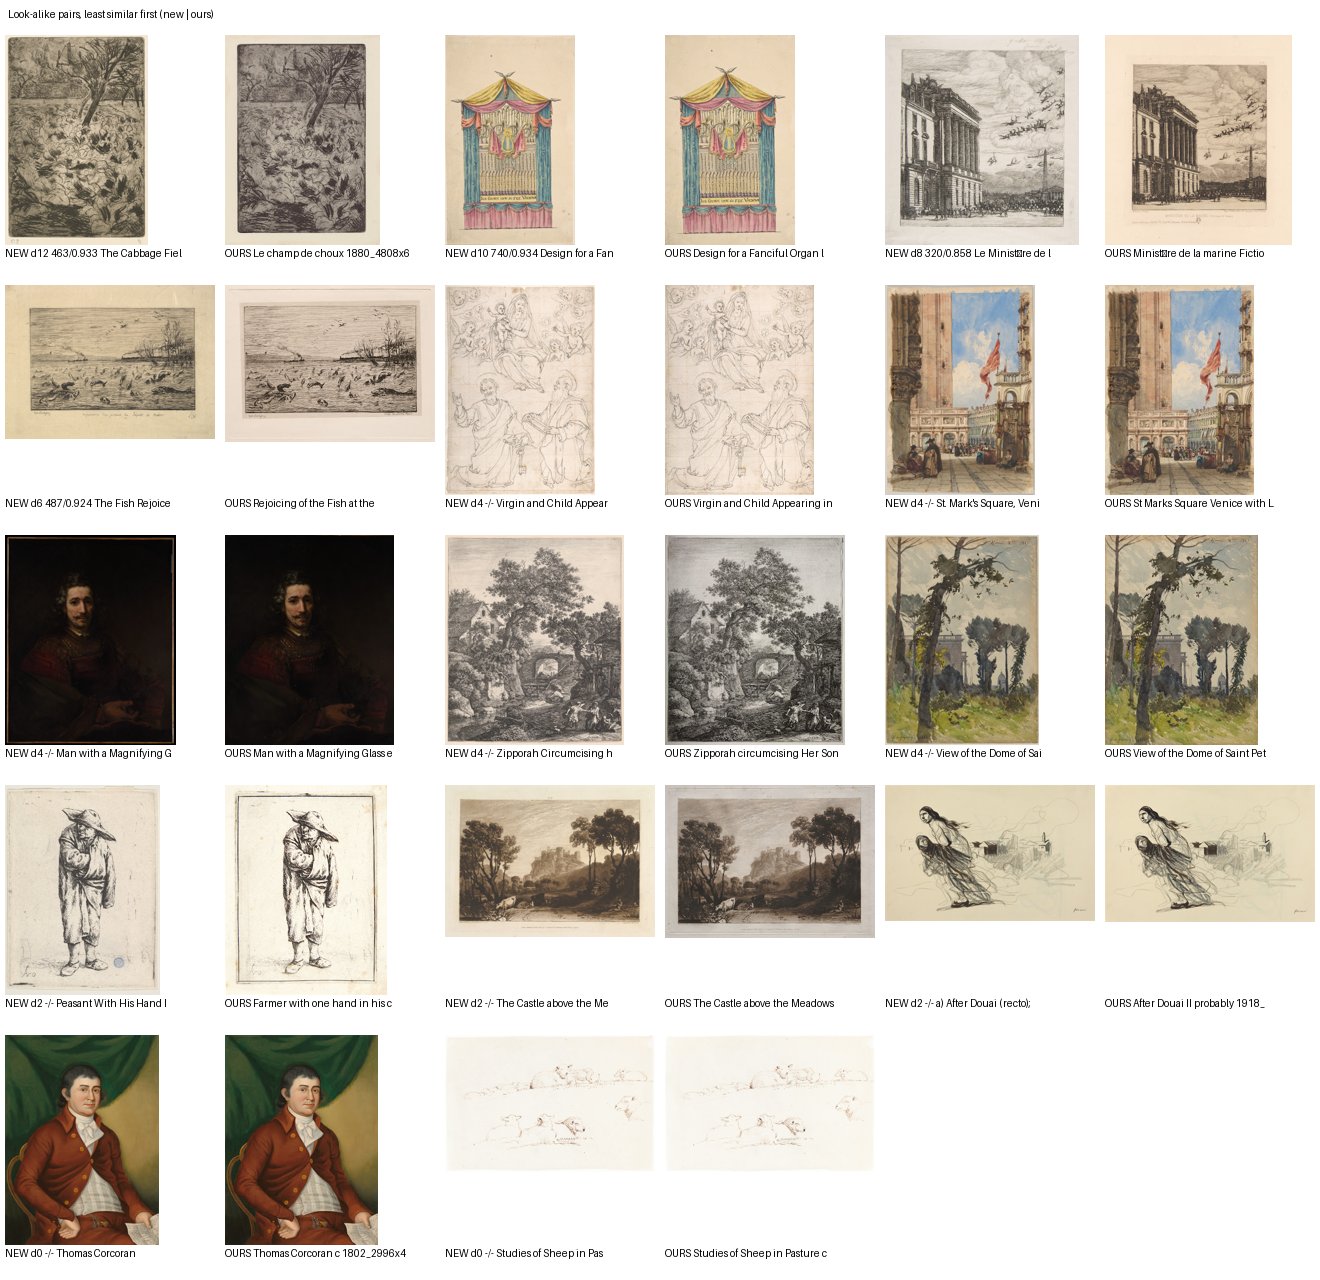 Look-alike pairs, least similar first (new | ours)
NEW d12 463/0.933 The Cabbage Fiel
OURS Le champ de choux 1880_4808x6
NEW d10 740/0.934 Design for a Fan
OURS Design for a Fanciful Organ l
NEW d8 320/0.858 Le Minist□re de l
OURS Minist□re de la marine Fictio
NEW d6 487/0.924 The Fish Rejoice
OURS Rejoicing of the Fish at the
NEW d4 -/- Virgin and Child Appear
OURS Virgin and Child Appearing in
NEW d4 -/- St. Mark's Square, Veni
OURS St Marks Square Venice with L
NEW d4 -/- Man with a Magnifying G
OURS Man with a Magnifying Glass e
NEW d4 -/- Zipporah Circumcising h
OURS Zipporah circumcising Her Son
NEW d4 -/- View of the Dome of Sai
OURS View of the Dome of Saint Pet
NEW d2 -/- Peasant With His Hand I
OURS Farmer with one hand in his c
NEW d2 -/- The Castle above the Me
OURS The Castle above the Meadows
NEW d2 -/- a) After Douai (recto);
OURS After Douai II probably 1918_
NEW d0 -/- Thomas Corcoran
OURS Thomas Corcoran c 1802_2996x4
NEW d0 -/- Studies of Sheep in Pas
OURS Studies of Sheep in Pasture c